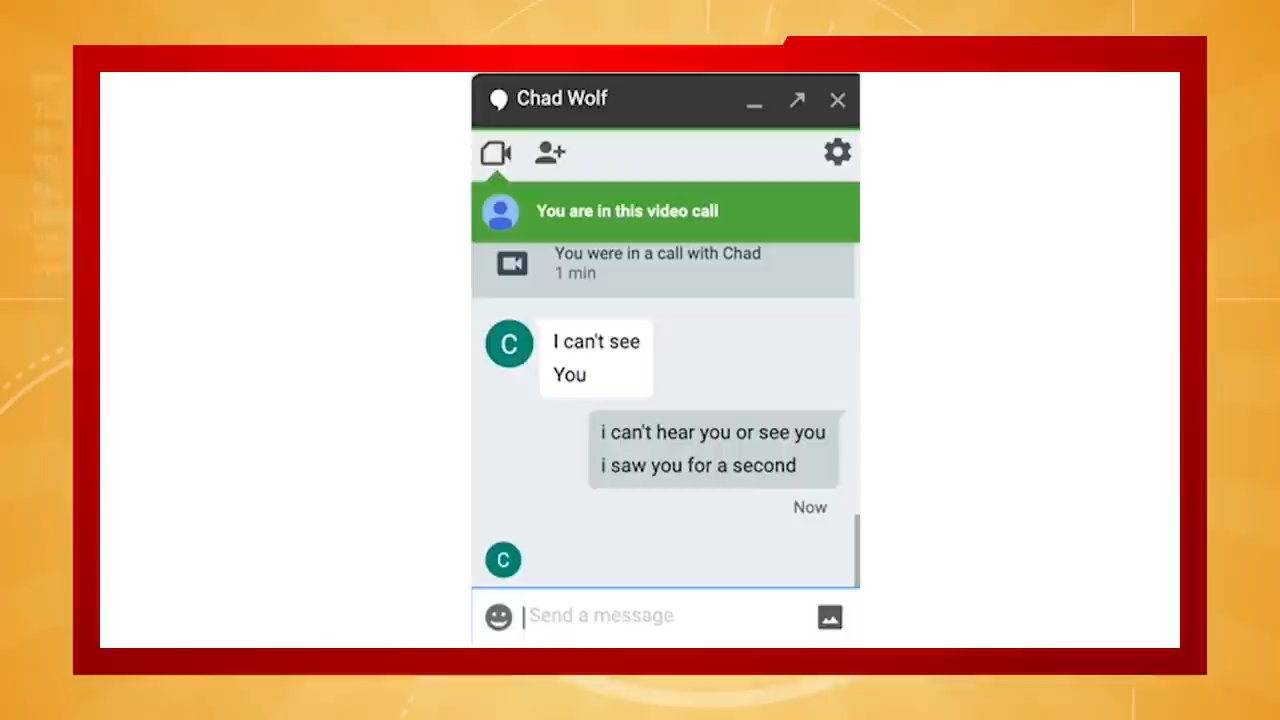 Chad Wolf
You are in this video call
You were in a call with Chad
1 min
C
I can't see
You
i can't hear you or see you
i saw you for a second
Now
C
Send a message